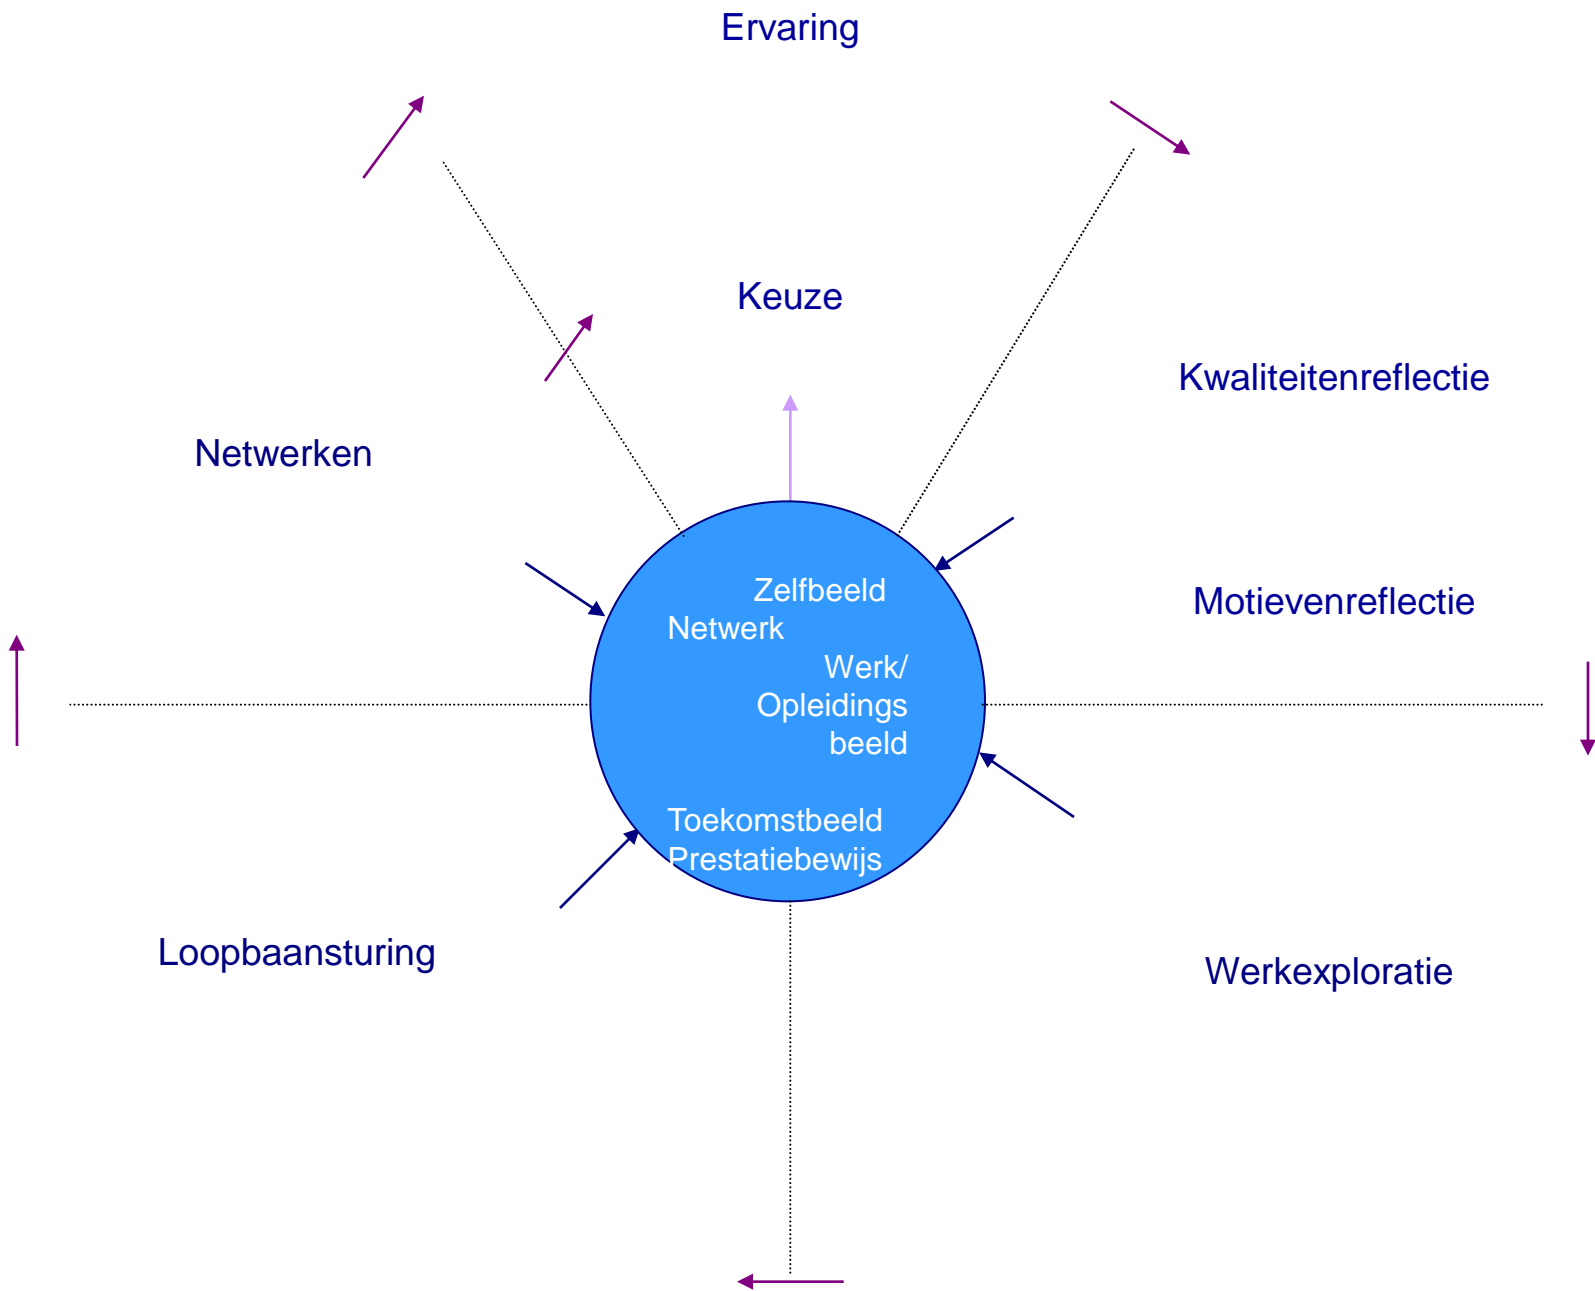 Ervaring
Keuze
Kwaliteitenreflectie
Netwerken
Zelfbeeld
Netwerk
Motievenreflectie
Werk/
Opleidings
beeld
Toekomstbeeld
Prestatiebewijs
Loopbaansturing
Werkexploratie